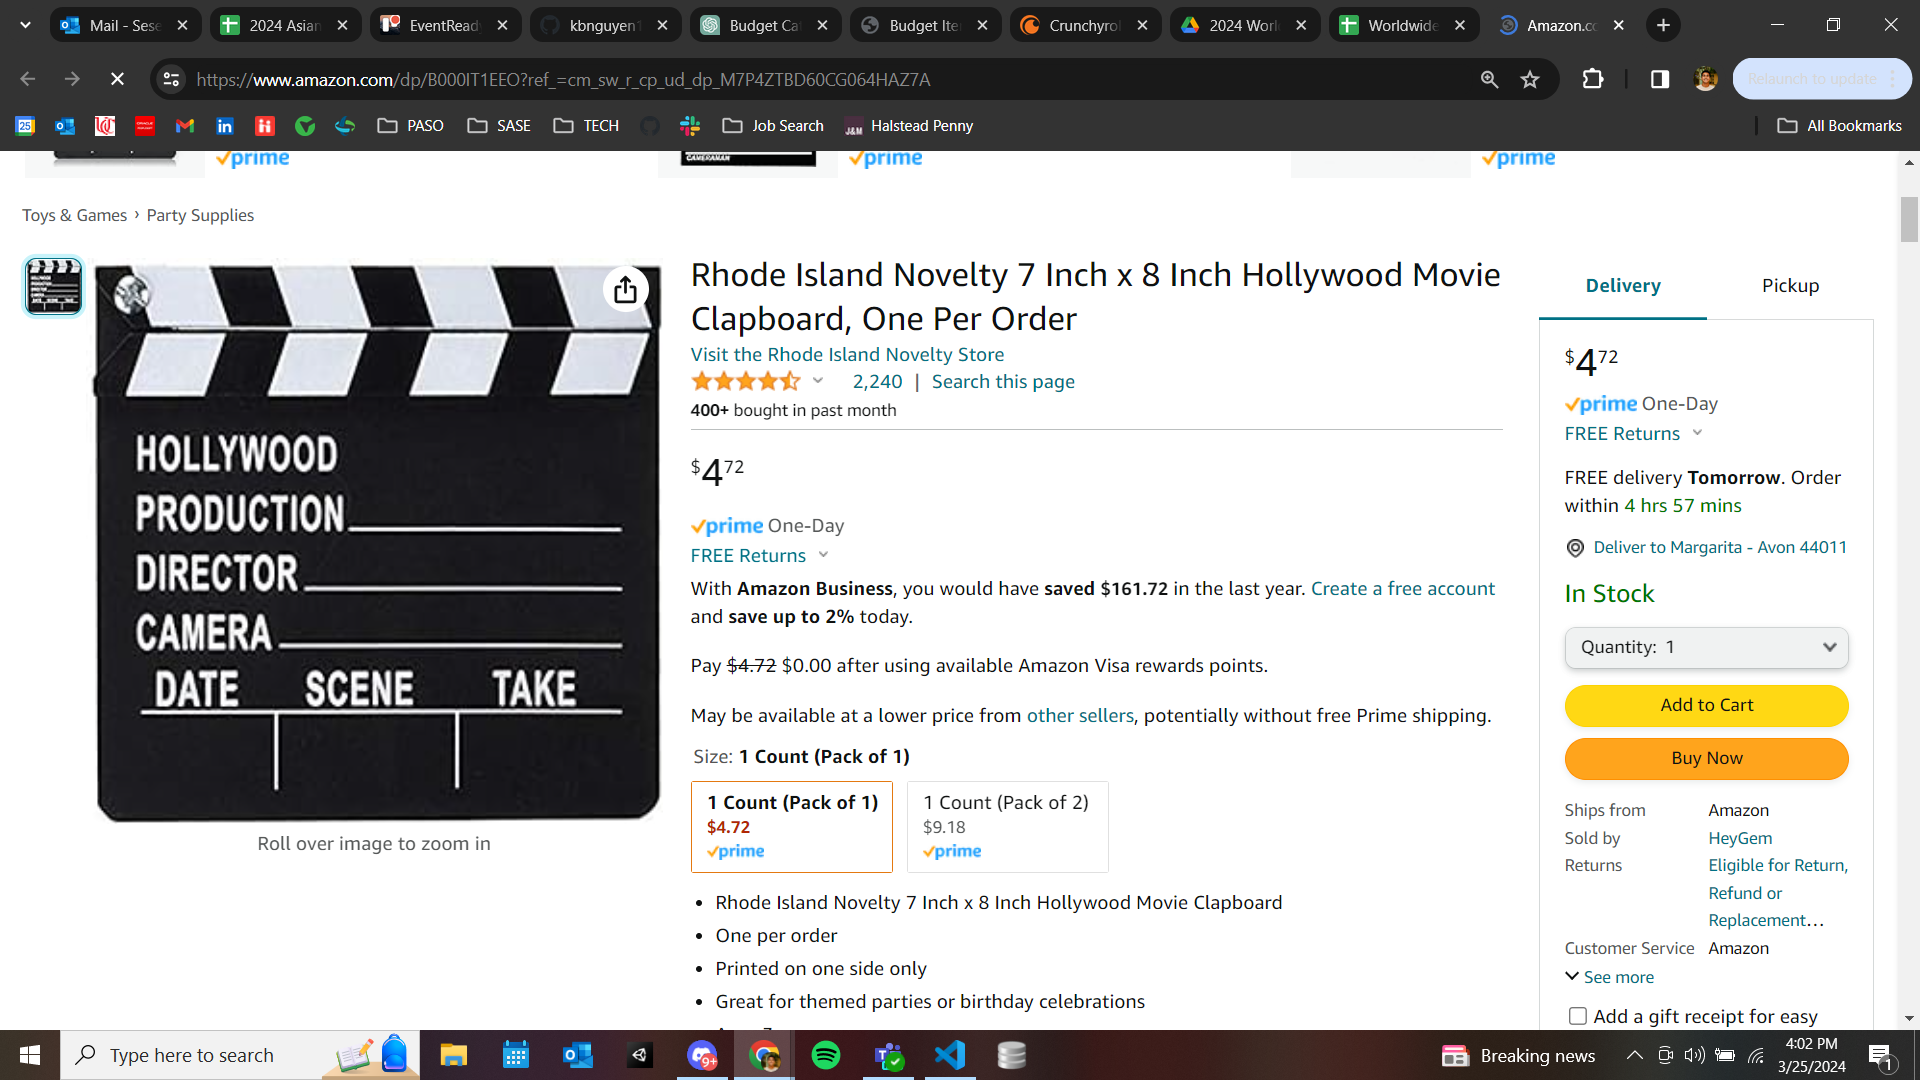 Mail - Sese
2024 Asian
EventReady
kbnguyen1
Budget Ca
Budget Ite
Crunchyro
2024 Worl
Worldwide
Amazon.co
https://www.amazon.com/dp/B000IT1EEO?ref_=cm_sw_r_cp_ud_dp_M7P4ZTBD60CG064HAZ7A
Relaunch to update
25
PASO
SASE
TECH
Job Search
J&M
Halstead Penny
All Bookmarks
prime
CAMERAMAN
prime
prime
Toys & Games › Party Supplies
HOLLYWOOD
PRODUCTION
DIRECTOR
CAMERA
DATE SCENE TAKE
Roll over image to zoom in
Rhode Island Novelty 7 Inch x 8 Inch Hollywood Movie
Clapboard, One Per Order
Visit the Rhode Island Novelty Store
2,240 | Search this page
400+ bought in past month
$4 72
prime One-Day
FREE Returns
With Amazon Business, you would have saved $161.72 in the last year. Create a free account
and save up to 2% today.
Pay $4.72 $0.00 after using available Amazon Visa rewards points.
May be available at a lower price from other sellers, potentially without free Prime shipping.
Size: 1 Count (Pack of 1)
1 Count (Pack of 1)
$4.72
prime
1 Count (Pack of 2)
$9.18
prime
• Rhode Island Novelty 7 Inch x 8 Inch Hollywood Movie Clapboard
• One per order
• Printed on one side only
• Great for themed parties or birthday celebrations
Delivery
Pickup
$4 72
prime One-Day
FREE Returns
FREE delivery Tomorrow. Order
within 4 hrs 57 mins
Deliver to Margarita - Avon 44011
In Stock
Quantity: 1
Add to Cart
Buy Now
Ships from Amazon
Sold by HeyGem
Returns Eligible for Return,
Refund or
Replacement…
Customer Service Amazon
See more
Add a gift receipt for easy
Type here to search
9+
Breaking news
4:02 PM
3/25/2024
1